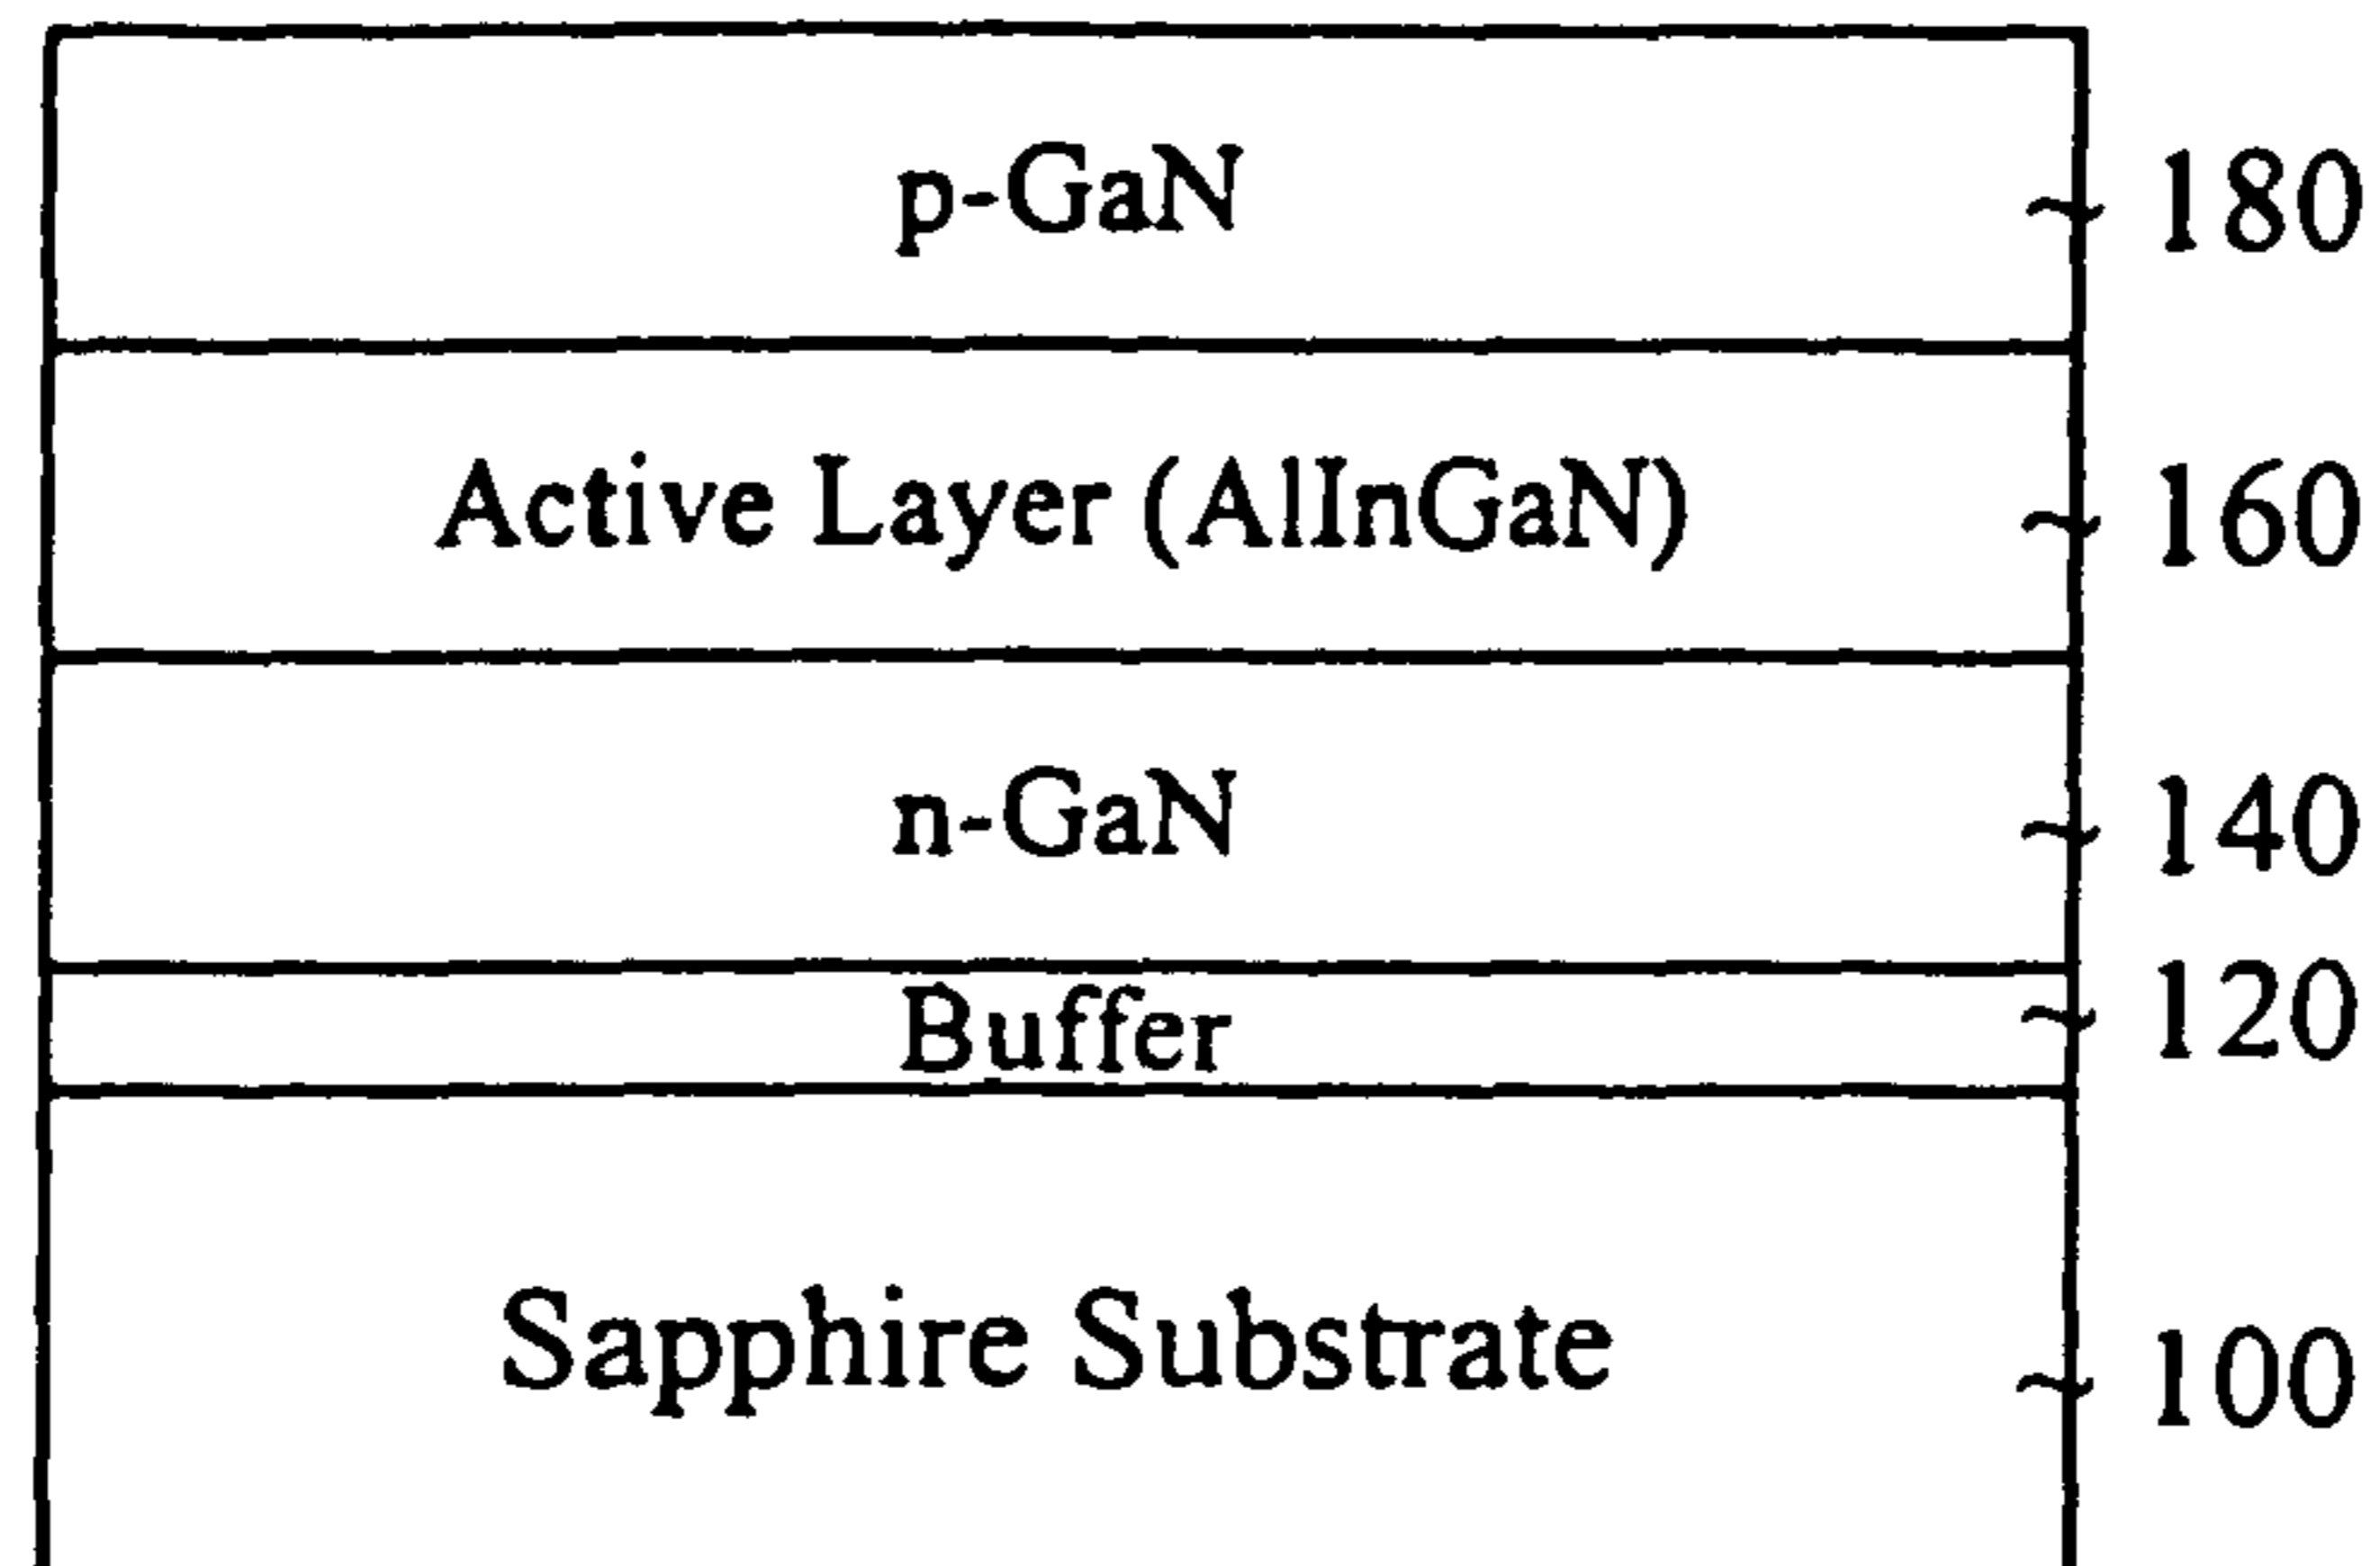 p-GaN 180
Active Layer (AlInGaN) 160
n-GaN 140
Buffer 120
Sapphire Substrate 100